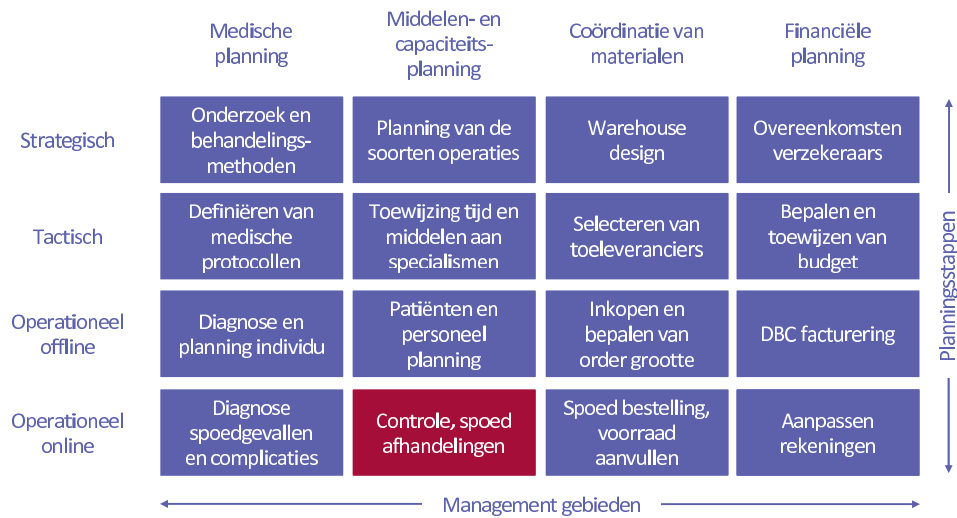 Medische
planning
Middelen- en
capaciteits-
planning
Coördinatie van
materialen
Financiële
planning
Strategisch
Onderzoek en
behandelings-
methoden
Planning van de
soorten operaties
Warehouse
design
Overeenkomsten
verzekeraars
Tactisch
Definiëren van
medische
protocollen
Toewijzing tijd en
middelen aan
specialismen
Selecteren van
toeleveranciers
Bepalen en
toewijzen van
budget
Operationeel
offline
Diagnose en
planning individu
Patiënten en
personeel
planning
Inkopen en
bepalen van
order grootte
DBC facturering
Operationeel
online
Diagnose
spoedgevallen
en complicaties
Controle, spoed
afhandelingen
Spoed bestelling,
voorraad
aanvullen
Aanpassen
rekeningen
Planningsstappen
Management gebieden